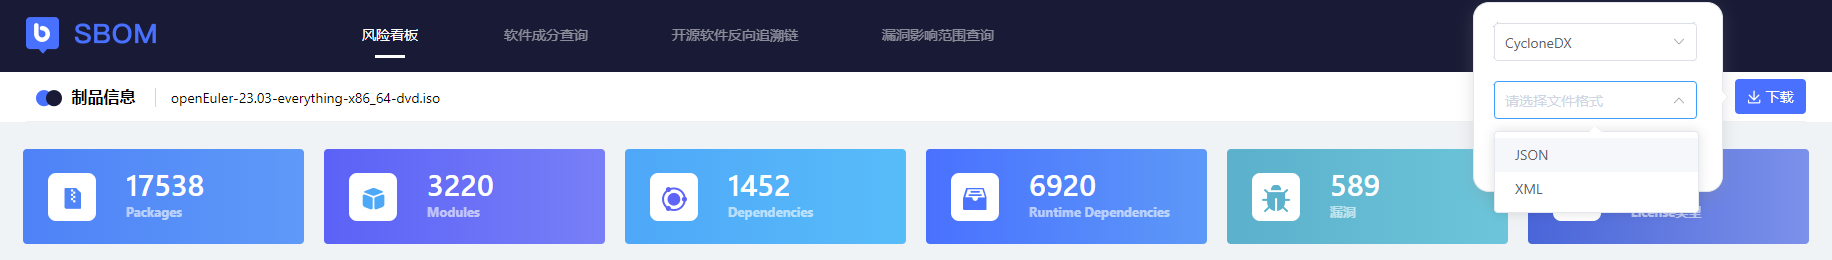 SBOM
风险看板
软件成分查询
开源软件反向追溯链
漏洞影响范围查询
CycloneDX
制品信息
openEuler-23.03-everything-x86_64-dvd.iso
请选择文件格式
下载
JSON
XML
17538
Packages
3220
Modules
1452
Dependencies
6920
Runtime Dependencies
589
漏洞
License类型